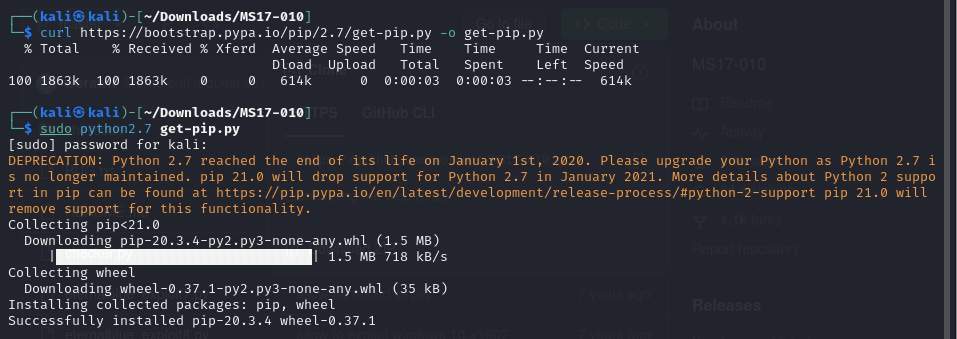 ┌──(kali㉿kali)-[~/Downloads/MS17-010]
└─$ curl https://bootstrap.pypa.io/pip/2.7/get-pip.py -o get-pip.py
% Total % Received % Xferd Average Speed Time Time Time Current
Dload Upload Total Spent Left Speed
100 1863k 100 1863k 0 0 614k 0 0:00:03 0:00:03 --:--:-- 614k
┌──(kali㉿kali)-[~/Downloads/MS17-010]
└─$ sudo python2.7 get-pip.py
[sudo] password for kali:
DEPRECATION: Python 2.7 reached the end of its life on January 1st, 2020. Please upgrade your Python as Python 2.7 i
s no longer maintained. pip 21.0 will drop support for Python 2.7 in January 2021. More details about Python 2 suppo
rt in pip can be found at https://pip.pypa.io/en/latest/development/release-process/#python-2-support pip 21.0 will
remove support for this functionality.
Collecting pip<21.0
Downloading pip-20.3.4-py2.py3-none-any.whl (1.5 MB)
| | 1.5 MB 718 kB/s
Collecting wheel
Downloading wheel-0.37.1-py2.py3-none-any.whl (35 kB)
Installing collected packages: pip, wheel
Successfully installed pip-20.3.4 wheel-0.37.1
Go to file
Code
About
MS17-010
Readme
Activity
GitHub CLI
1.1k forks
Report repository
checker.py
7 years ago
Releases
7 years ago